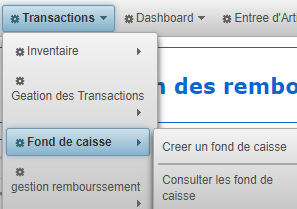 Transactions Dashboard Entree d'Art
Inventaire
n des rembo
Geation des Transactions
Fond de caisse
Creer un fond de caisse
gestion rembourssement
Consulter les fond de
caisse